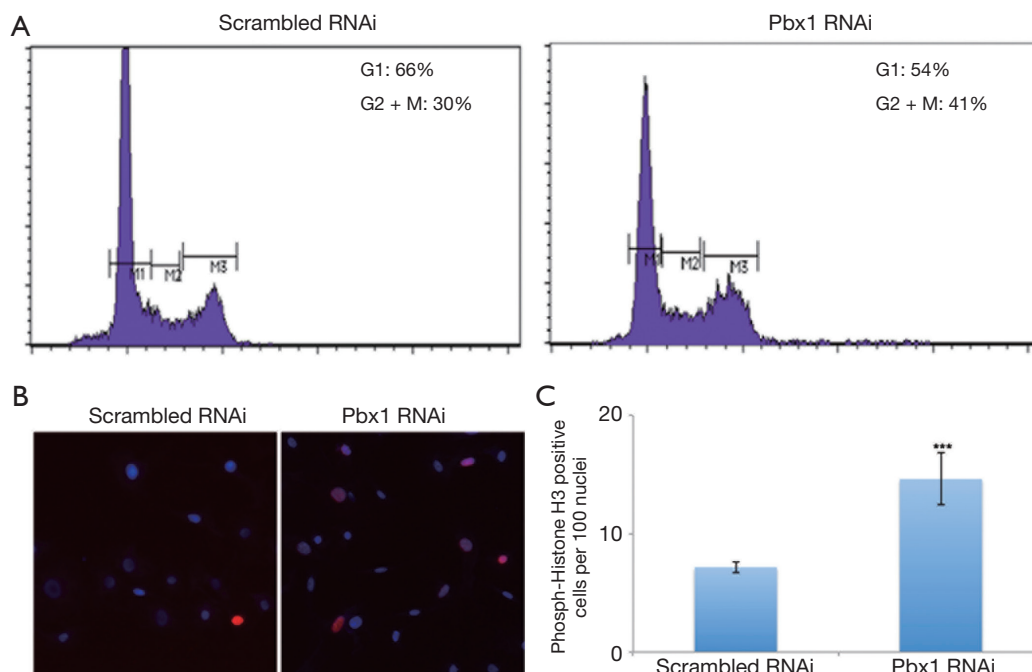 A
Scrambled RNAi
Pbx1 RNAi
G1: 66%
G2 + M: 30%
G1: 54%
G2 + M: 41%
M1
M2
M3
M1
M2
M3
B
Scrambled RNAi
Pbx1 RNAi
C
Phosph-Histone H3 positive
cells per 100 nuclei
20
10
0
***
Scrambled RNAi
Pbx1 RNAi